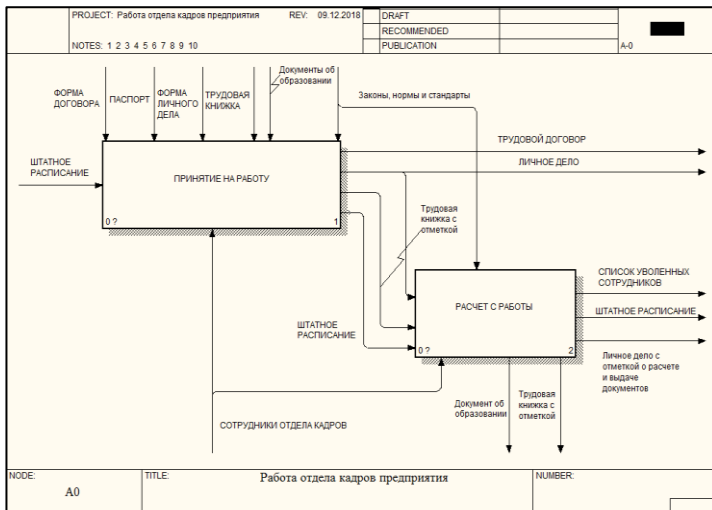 PROJECT: Работа отдела кадров предприятия
REV: 09.12.2018
DRAFT
RECOMMENDED
NOTES: 1 2 3 4 5 6 7 8 9 10
PUBLICATION
A-0
ФОРМА
ДОГОВОРА
ПАСПОРТ
ФОРМА
ЛИЧНОГО
ДЕЛА
ТРУДОВАЯ
КНИЖКА
Документы об
образовании
Законы, нормы и стандарты
ШТАТНОЕ
РАСПИСАНИЕ
ПРИНЯТИЕ НА РАБОТУ
0 ?
1
ТРУДОВОЙ ДОГОВОР
ЛИЧНОЕ ДЕЛО
Трудовая
книжка с
отметкой
ШТАТНОЕ
РАСПИСАНИЕ
РАСЧЕТ С РАБОТЫ
0 ?
2
СПИСОК УВОЛЕННЫХ
СОТРУДНИКОВ
ШТАТНОЕ РАСПИСАНИЕ
Личное дело с
отметкой о расчете
и выдаче
документов
Документ об
образовании
Трудовая
книжка с
отметкой
СОТРУДНИКИ ОТДЕЛА КАДРОВ
NODE:
A0
TITLE:
Работа отдела кадров предприятия
NUMBER: